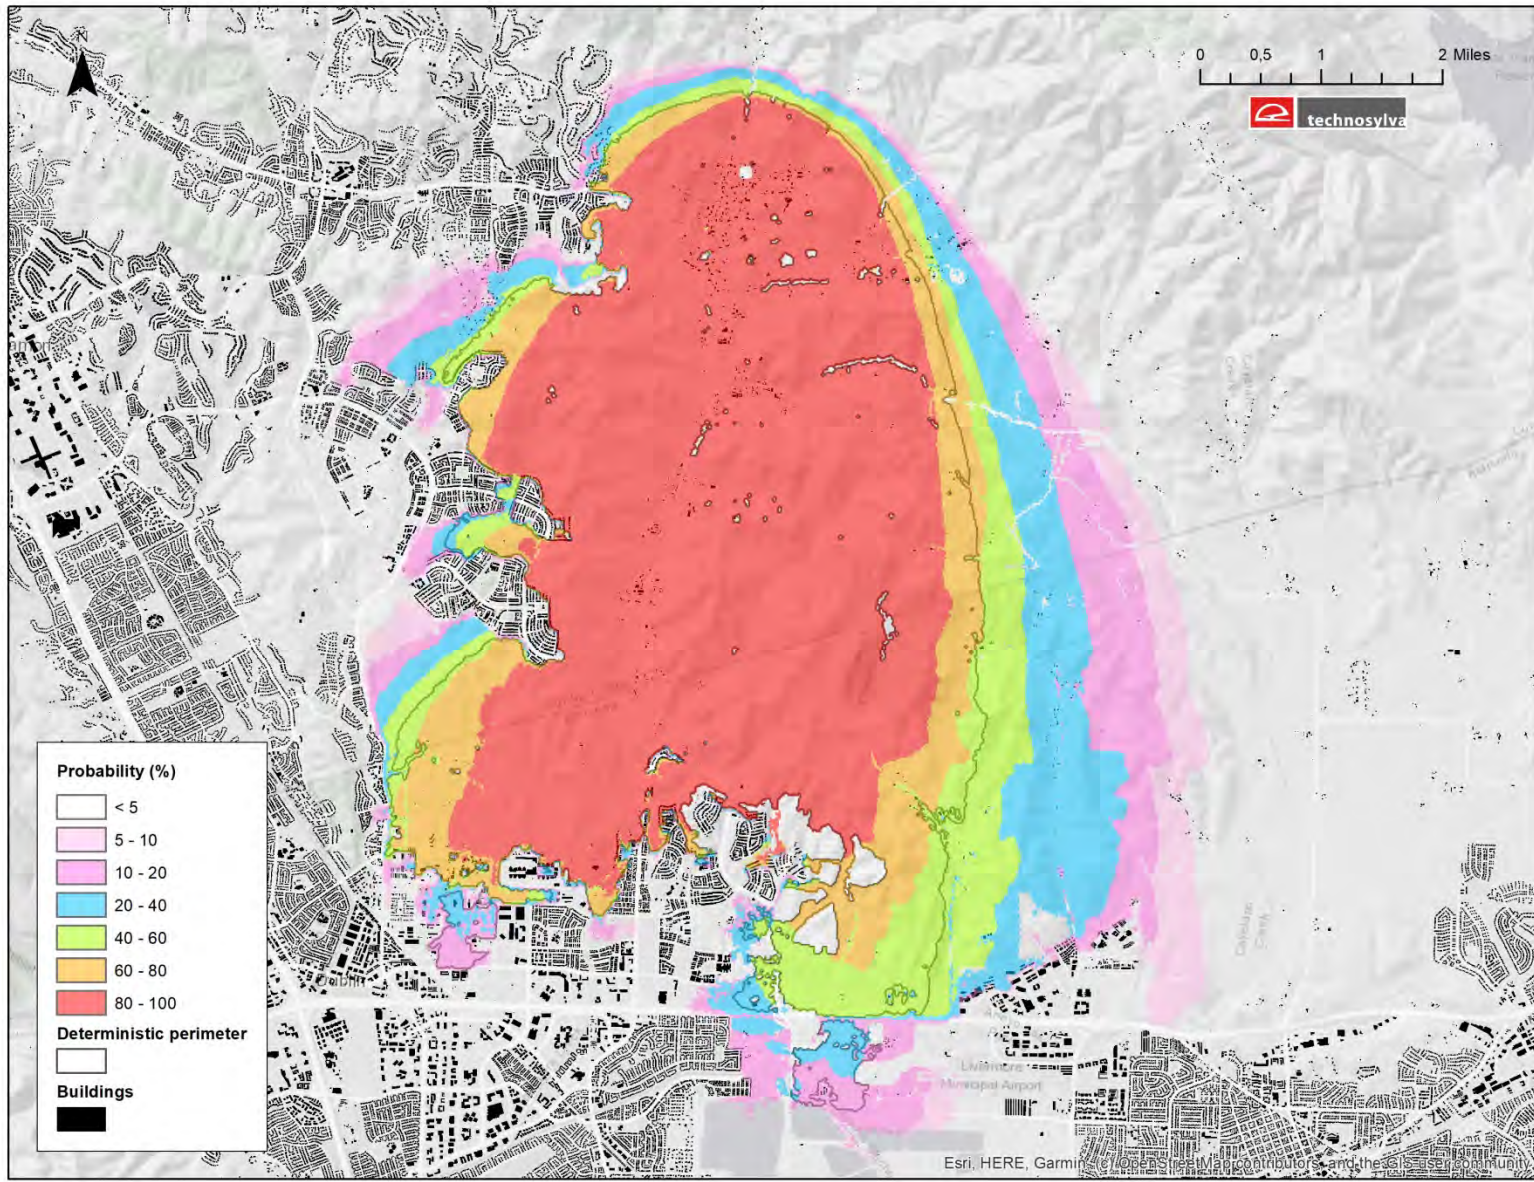 N
0 0,5 1 2 Miles
technosylva
Probability (%)
< 5
5 - 10
10 - 20
20 - 40
40 - 60
60 - 80
80 - 100
Deterministic perimeter
Buildings
Dublin
Livermore
Municipal Airport
Cayetano
Creek
Esri, HERE, Garmin, (c) OpenStreetMap contributors, and the GIS user community